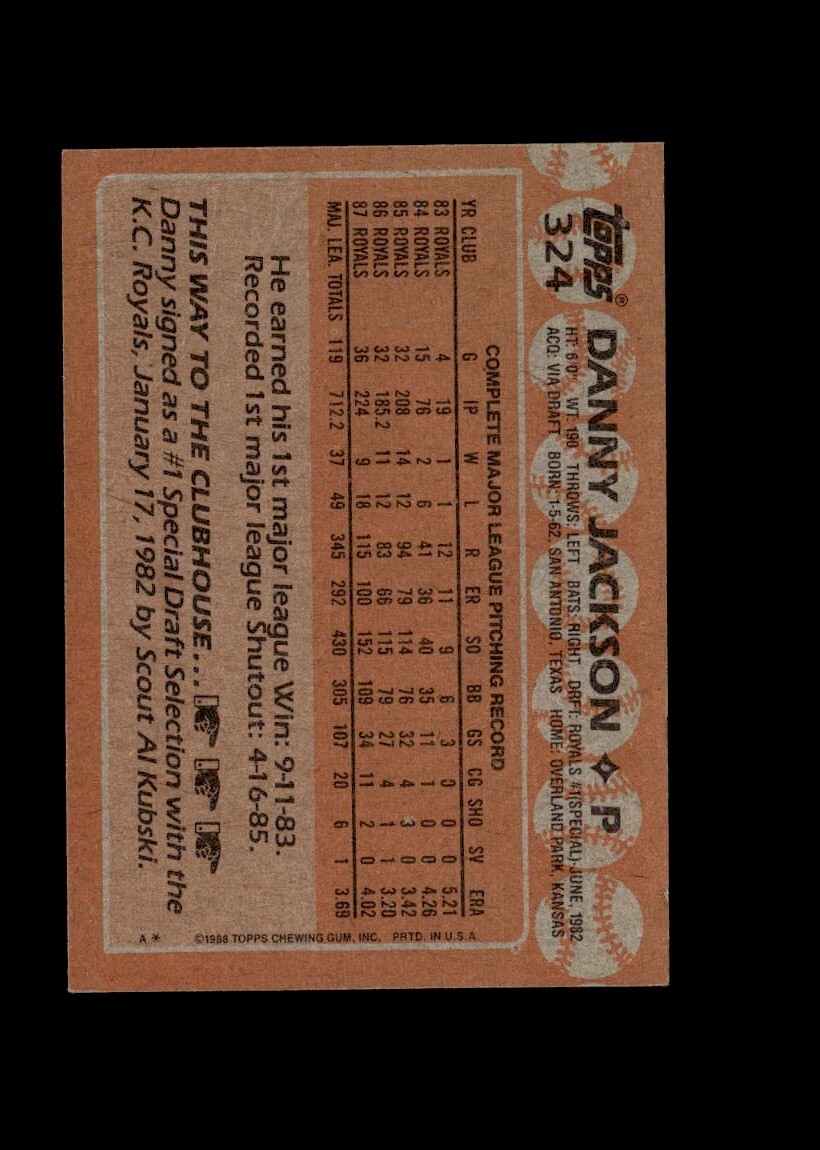 Topps®
324
DANNY JACKSON ✦ P
HT: 6'0" WT: 190 THROWS: LEFT BATS: RIGHT DRFT: ROYALS #1(SPECIAL)-JUNE, 1982
ACQ: VIA DRAFT BORN: 1-5-62, SAN ANTONIO, TEXAS HOME: OVERLAND PARK, KANSAS
COMPLETE MAJOR LEAGUE PITCHING RECORD
YR CLUB G IP W L R ER SO BB GS CG SHO SV ERA
83 ROYALS 4 19 1 1 12 11 9 6 3 0 0 0 5.21
84 ROYALS 15 76 2 6 41 36 40 35 11 1 0 0 4.26
85 ROYALS 32 208 14 12 94 79 114 76 32 4 3 0 3.42
86 ROYALS 32 185.2 11 12 83 66 115 79 27 4 1 1 3.20
87 ROYALS 36 224 9 18 115 100 152 109 34 11 2 0 4.02
MAJ. LEA. TOTALS 119 712.2 37 49 345 292 430 305 107 20 6 1 3.69
He earned his 1st major league Win: 9-11-83.
Recorded 1st major league Shutout: 4-16-85.
THIS WAY TO THE CLUBHOUSE...
Danny signed as a #1 Special Draft Selection with the
K.C. Royals, January 17, 1982 by Scout Al Kubski.
©1988 TOPPS CHEWING GUM, INC. PRTD. IN U.S.A.
A *